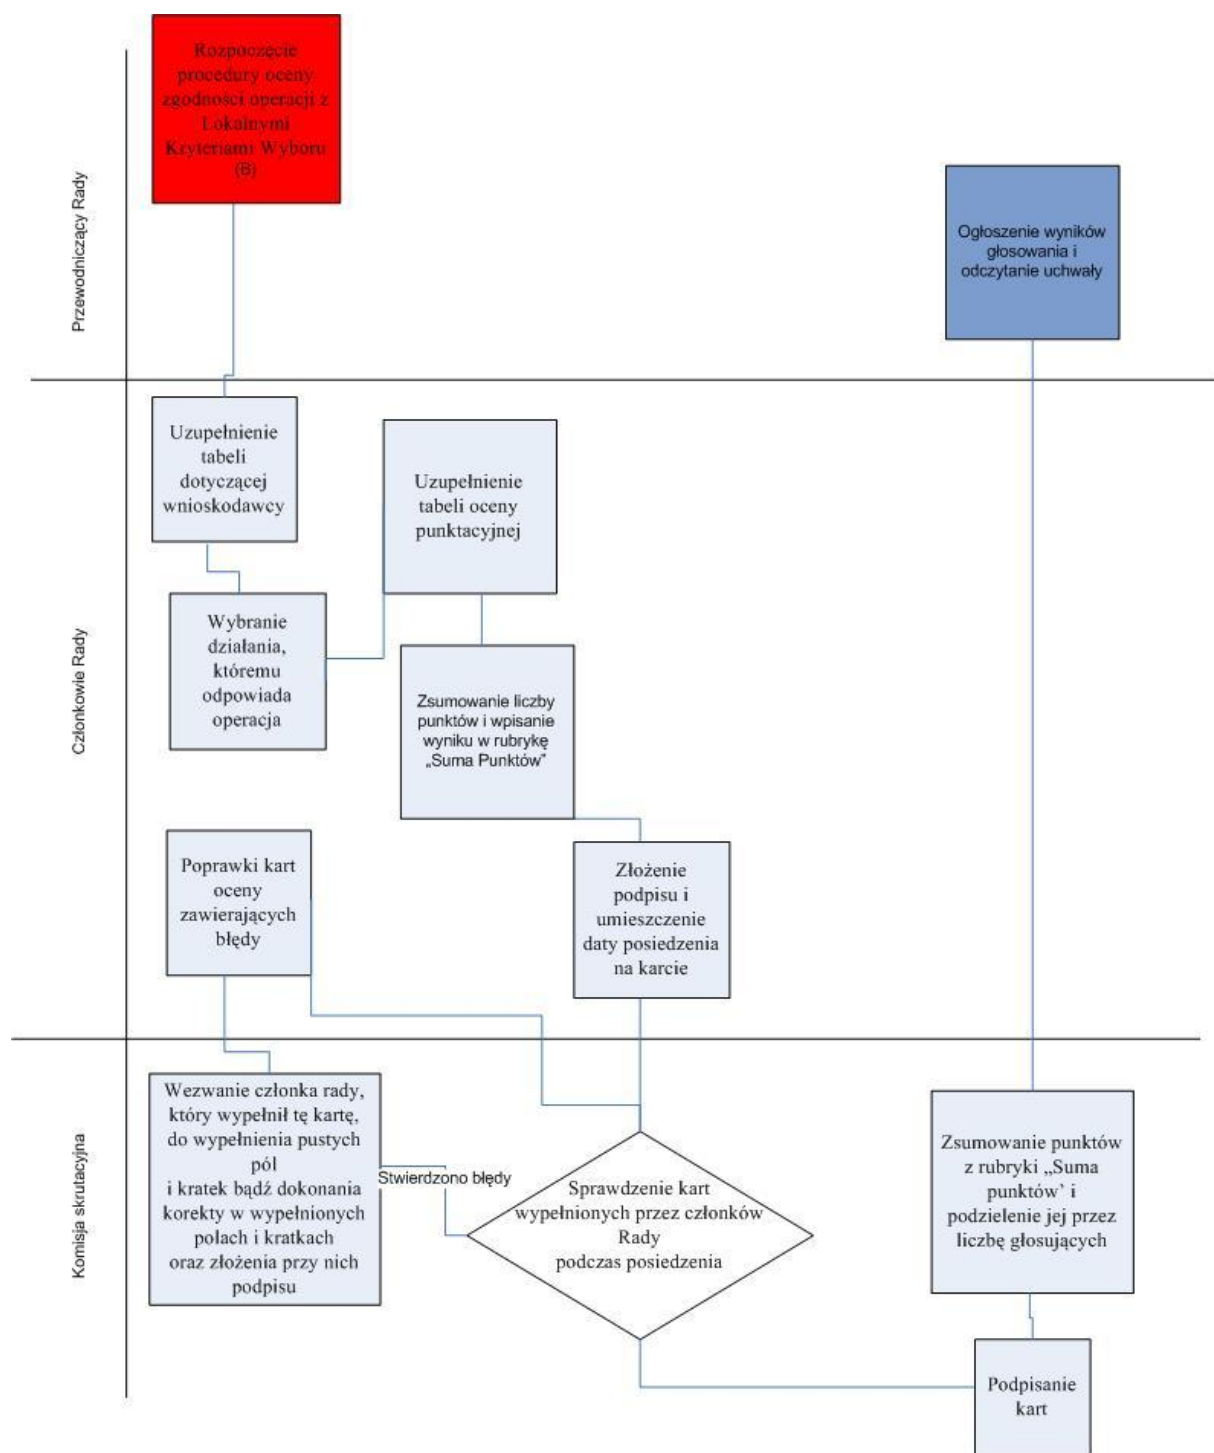 Rozpoczęcie
procedury oceny
zgodności operacji z
Lokalnymi
Kryteriami Wyboru
(B)
Przewodniczący Rady
Ogłoszenie wyników
głosowania i
odczytanie uchwały
Członkowie Rady
Uzupełnienie
tabeli
dotyczącej
wnioskodawcy
Uzupełnienie
tabeli oceny
punktacyjnej
Wybranie
działania,
któremu
odpowiada
operacja
Zsumowanie liczby
punktów i wpisanie
wyniku w rubrykę
„Suma Punktów”
Poprawki kart
oceny
zawierających
błędy
Złożenie
podpisu i
umieszczenie
daty posiedzenia
na karcie
Komisja skrutacyjna
Wezwanie członka rady,
który wypełnił tę kartę,
do wypełnienia pustych
pól
i kratek bądź dokonania
korekty w wypełnionych
polach i kratkach
oraz złożenia przy nich
podpisu
Stwierdzono błędy
Sprawdzenie kart
wypełnionych przez członków
Rady
podczas posiedzenia
Zsumowanie punktów
z rubryki „Suma
punktów’ i
podzielenie jej przez
liczbę głosujących
Podpisanie
kart